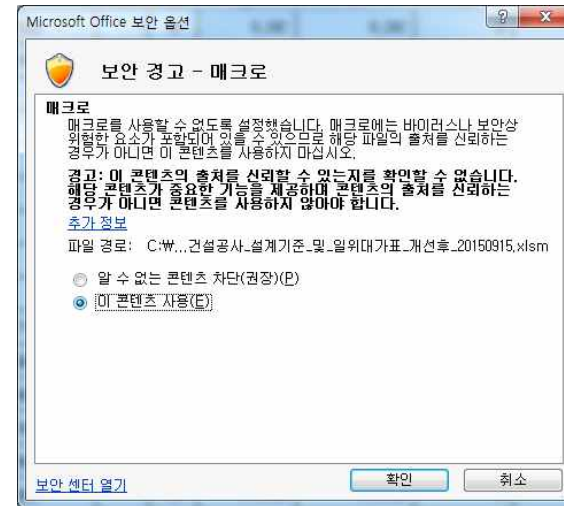 Microsoft Office 보안 옵션
보안 경고 - 매크로
매크로
매크로를 사용할 수 없도록 설정했습니다. 매크로에는 바이러스나 보안상
위험한 요소가 포함되어 있을 수 있으므로 해당 파일의 출처를 신뢰하는
경우가 아니면 이 콘텐츠를 사용하지 마십시오.
경고: 이 콘텐츠의 출처를 신뢰할 수 있는지를 확인할 수 없습니다.
해당 콘텐츠가 중요한 기능을 제공하며 콘텐츠의 출처를 신뢰하는
경우가 아니면 콘텐츠를 사용하지 않아야 합니다.
추가 정보
파일 경로: C:₩...건설공사_설계기준_및_일위대가표_개선후_20150915.xlsm
알 수 없는 콘텐츠 차단(권장)(P)
이 콘텐츠 사용(E)
보안 센터 열기
확인
취소